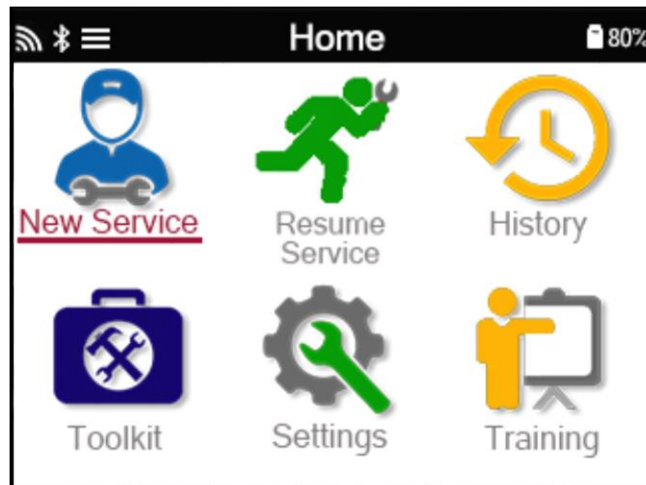 Home
80%
New Service
Resume
Service
History
Toolkit
Settings
Training